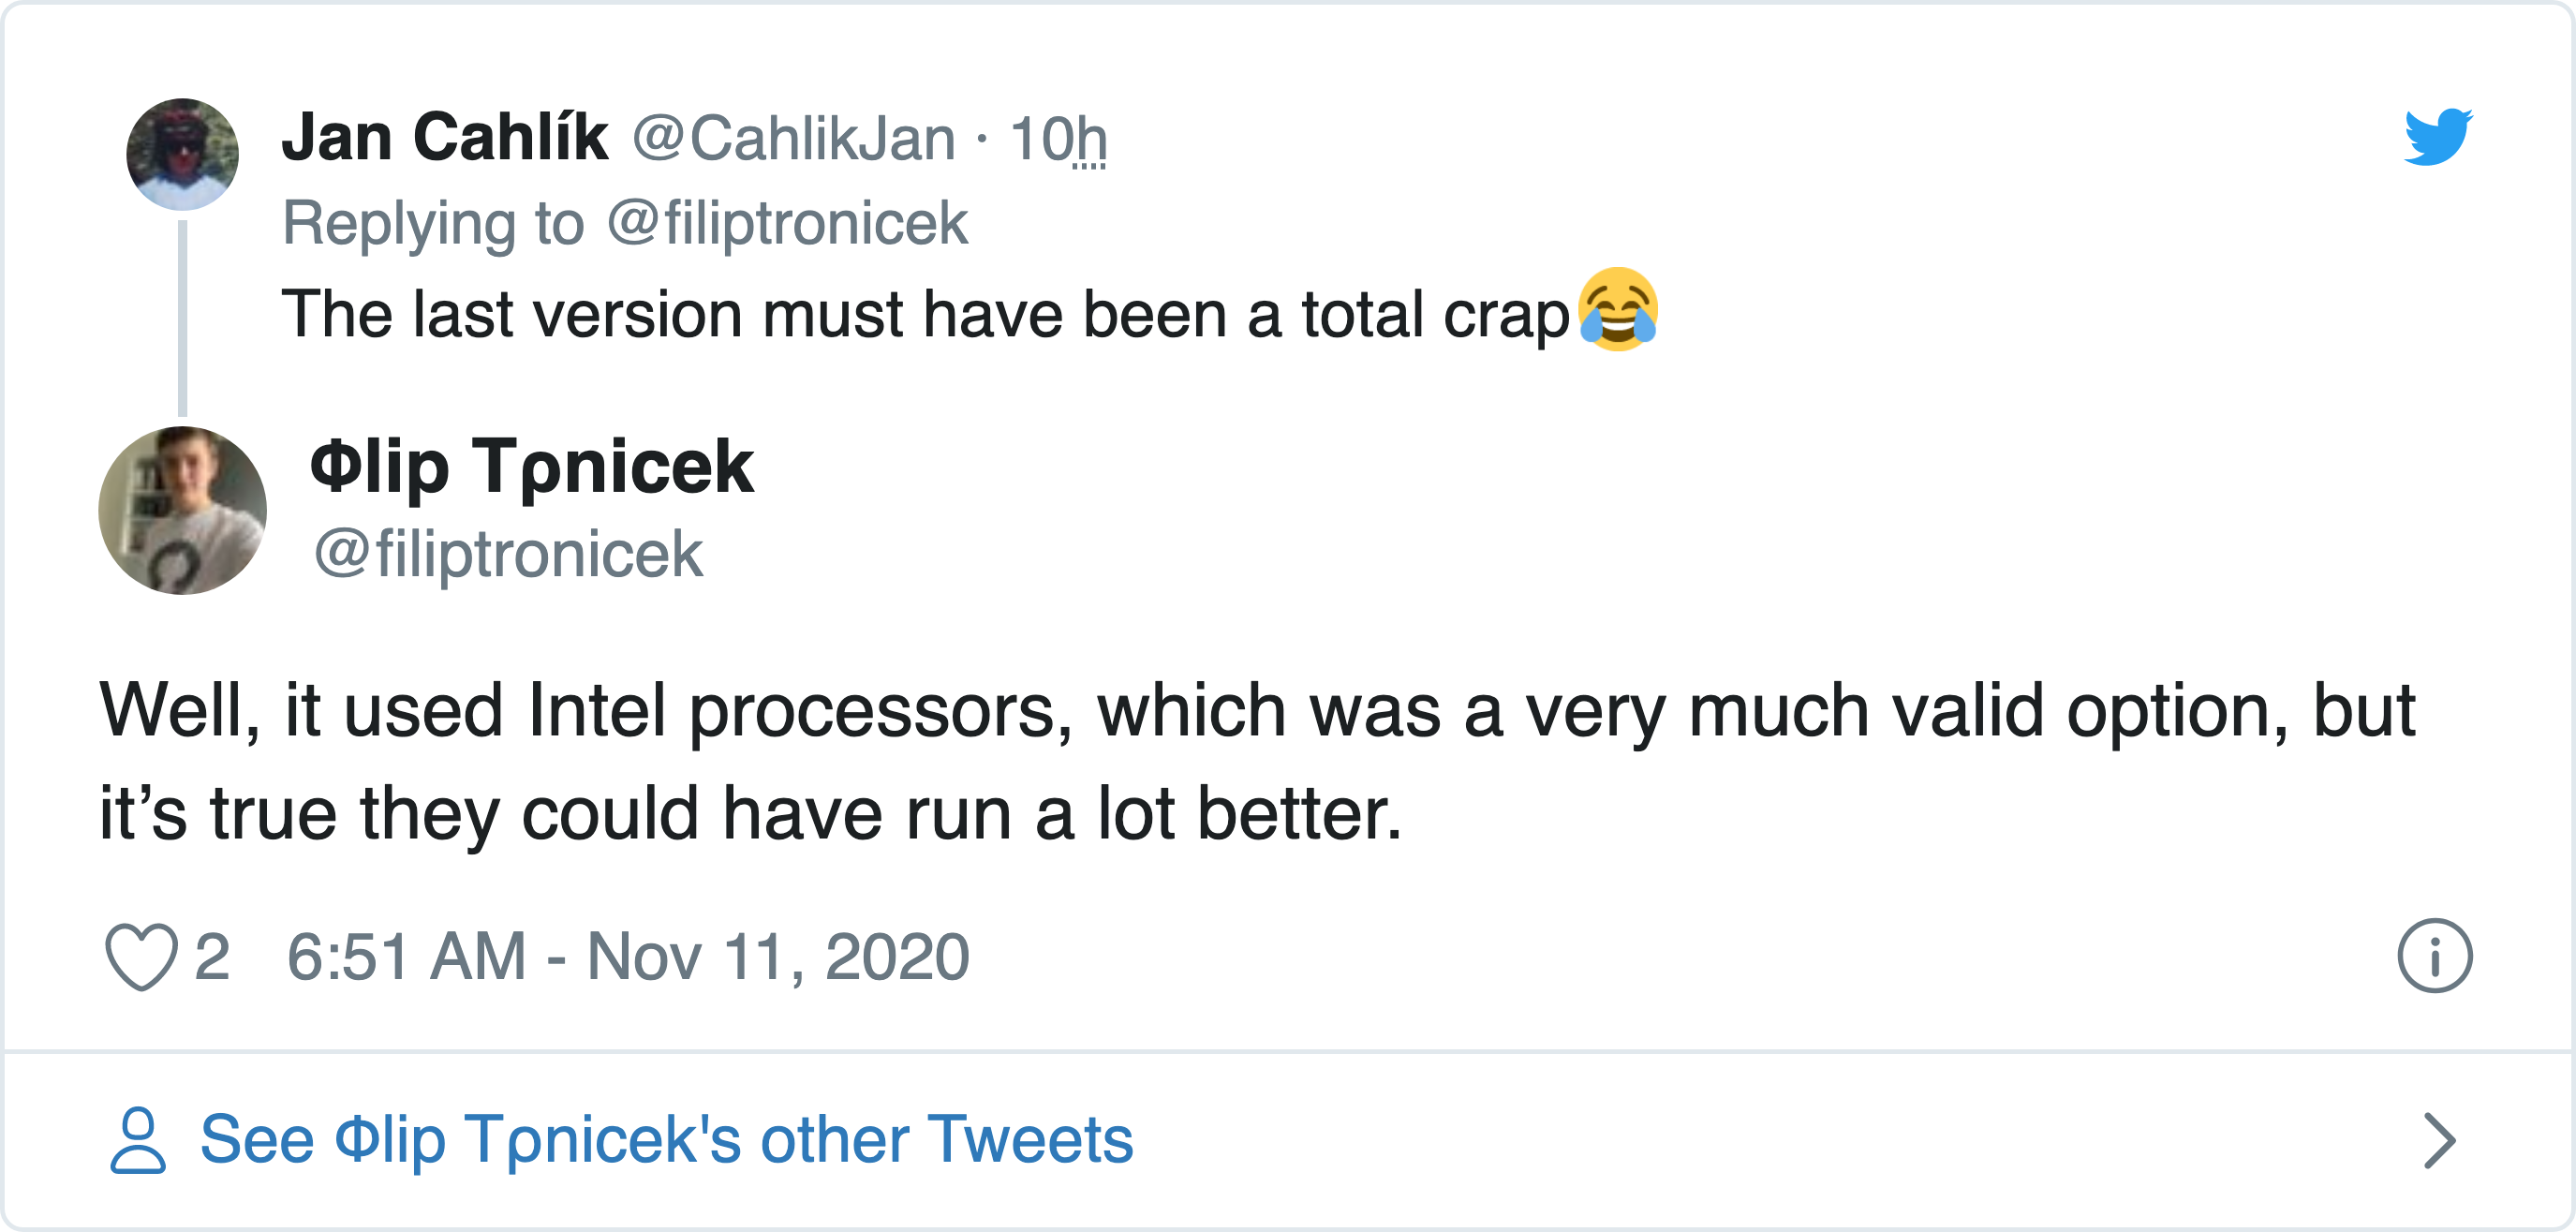 Jan Cahlík @CahlikJan · 10h
Replying to @filiptronicek
The last version must have been a total crap😂
Φlip Tρnicek
@filiptronicek
Well, it used Intel processors, which was a very much valid option, but
it’s true they could have run a lot better.
2 6:51 AM - Nov 11, 2020
See Φlip Tρnicek's other Tweets